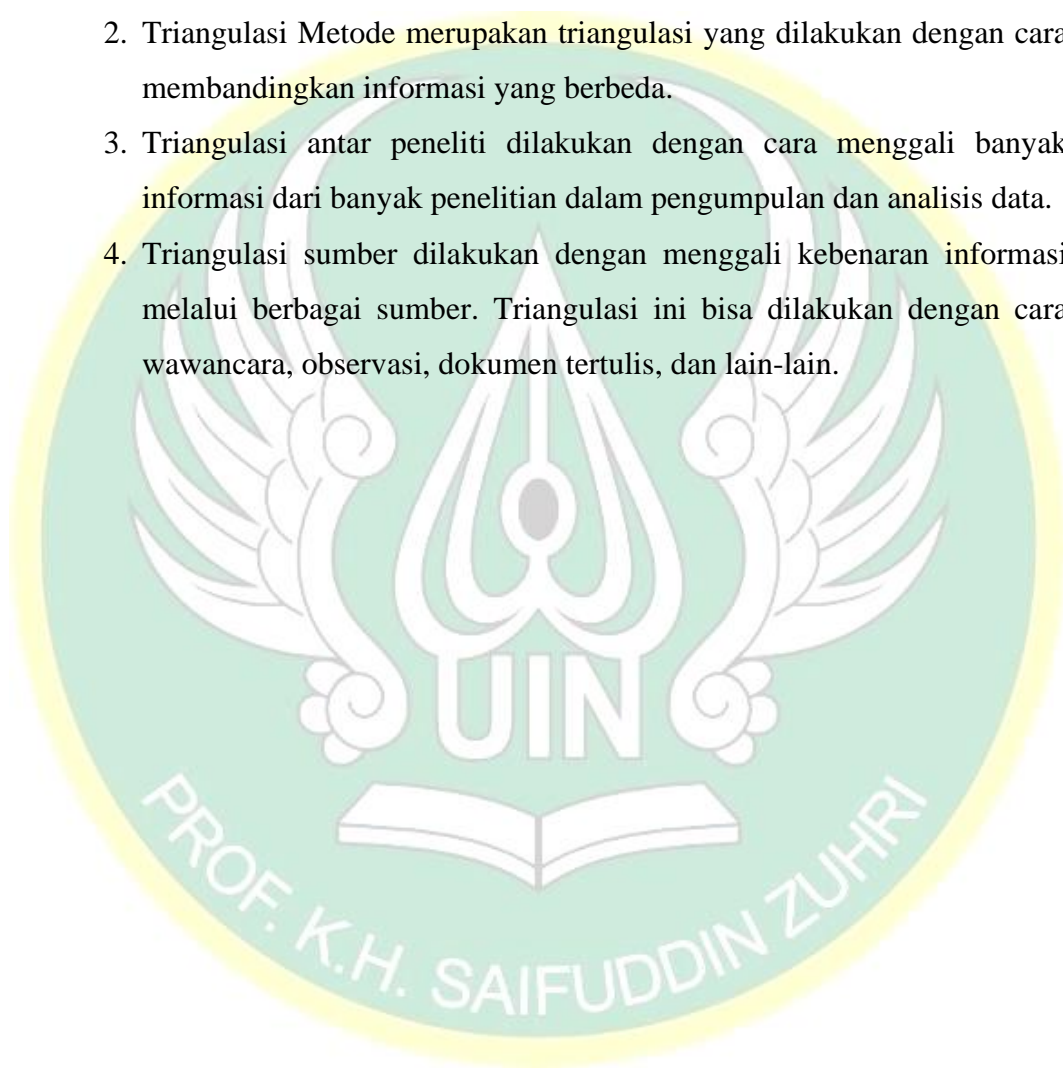 2. Triangulasi Metode merupakan triangulasi yang dilakukan dengan cara
membandingkan informasi yang berbeda.
3. Triangulasi antar peneliti dilakukan dengan cara menggali banyak
informasi dari banyak penelitian dalam pengumpulan dan analisis data.
4. Triangulasi sumber dilakukan dengan menggali kebenaran informasi
melalui berbagai sumber. Triangulasi ini bisa dilakukan dengan cara
wawancara, observasi, dokumen tertulis, dan lain-lain.
UIN
PROF. K.H. SAIFUDDIN ZUHRI